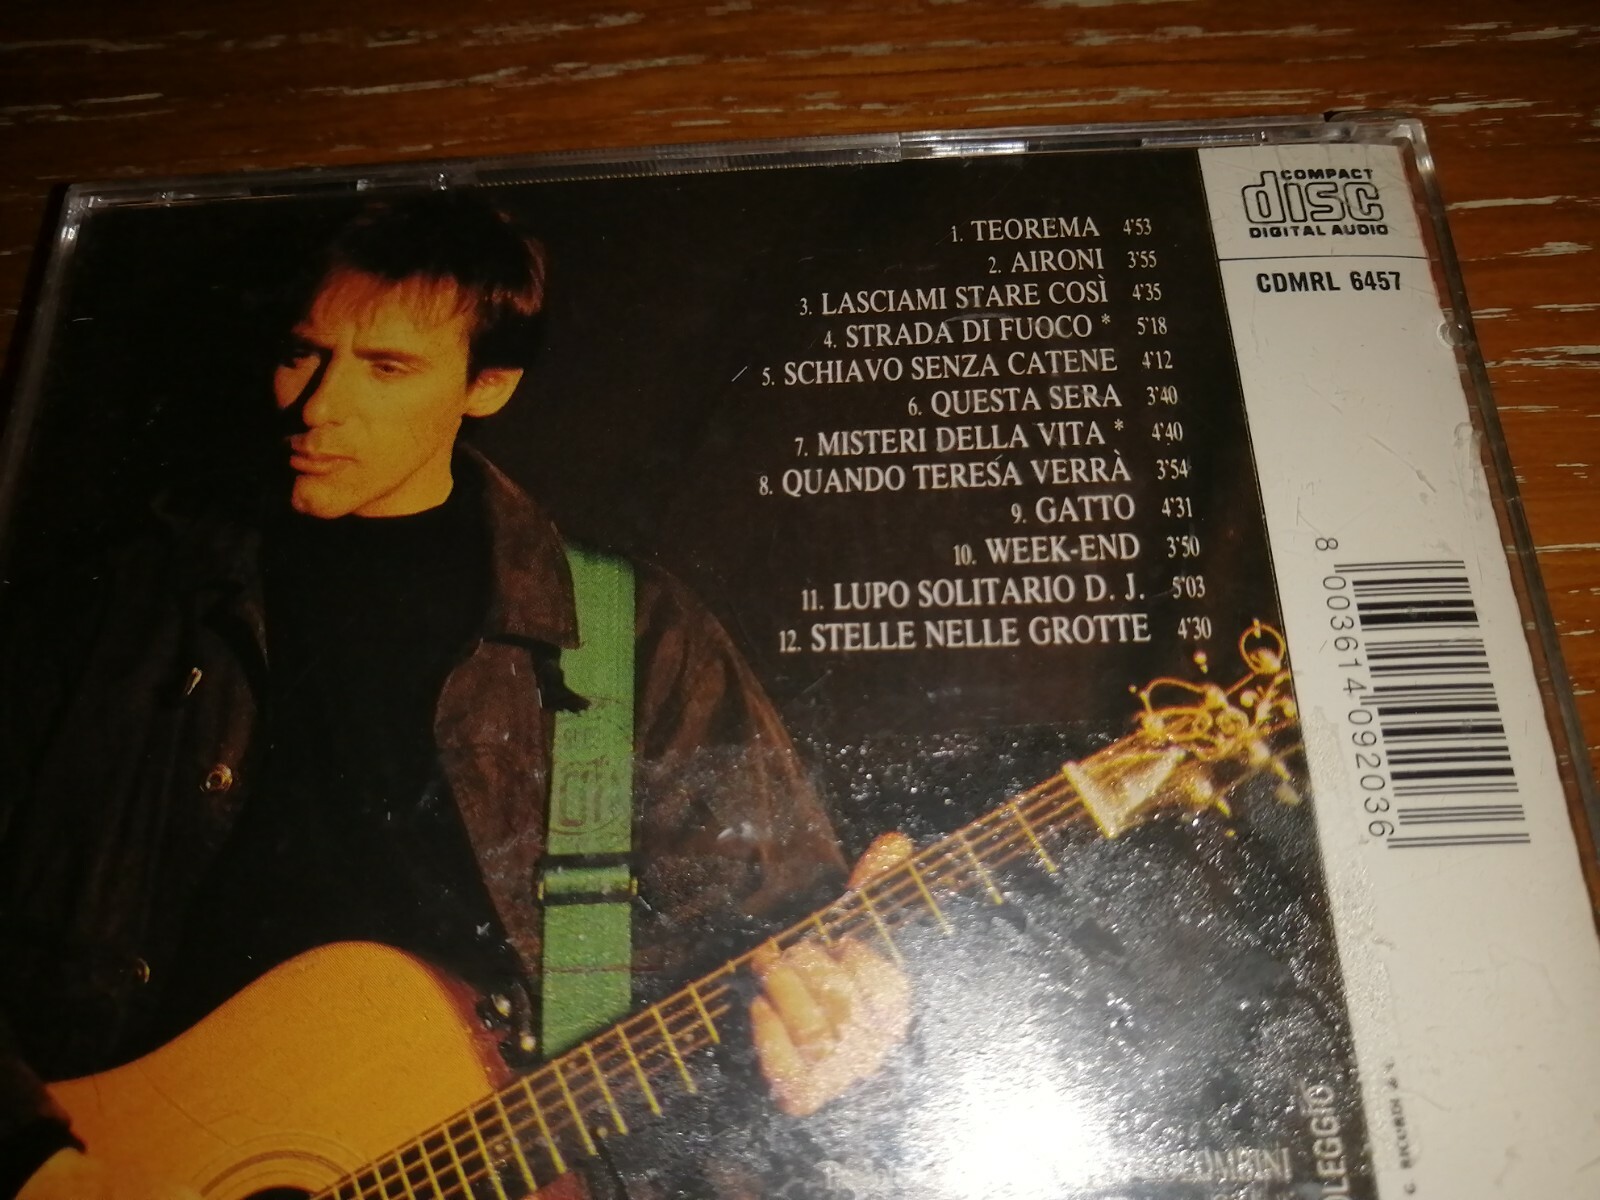 1. TEOREMA 4'53
2. AIRONI 3'55
3. LASCIAMI STARE COSÌ 4'35
4. STRADA DI FUOCO * 5'18
5. SCHIAVO SENZA CATENE 4'12
6. QUESTA SERA 3'40
7. MISTERI DELLA VITA * 4'40
8. QUANDO TERESA VERRÀ 3'54
9. GATTO 4'31
10. WEEK-END 3'50
11. LUPO SOLITARIO D. J. 5'03
12. STELLE NELLE GROTTE 4'30
COMPACT
disc
DIGITAL AUDIO
CDMRL 6457
8 003614 092036
RICORDI